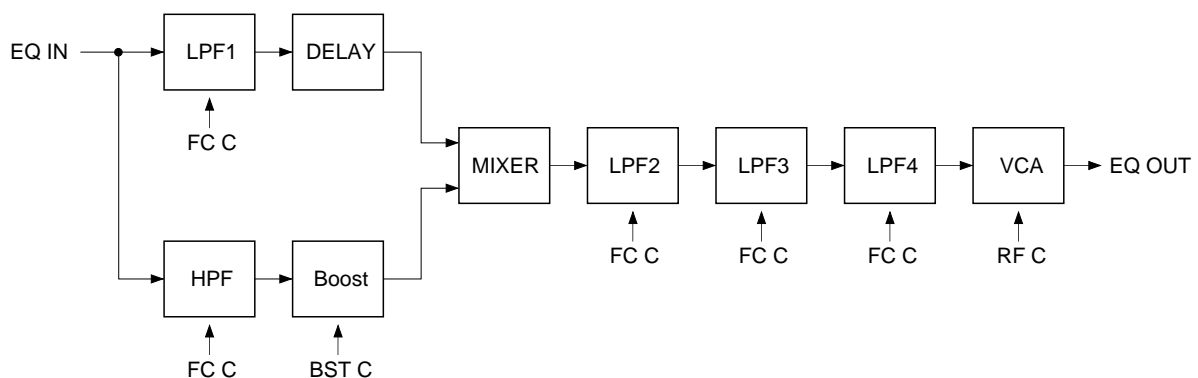 EQ IN
LPF1
DELAY
FC C
MIXER
LPF2
LPF3
LPF4
VCA
EQ OUT
FC C
FC C
FC C
RF C
HPF
Boost
FC C
BST C